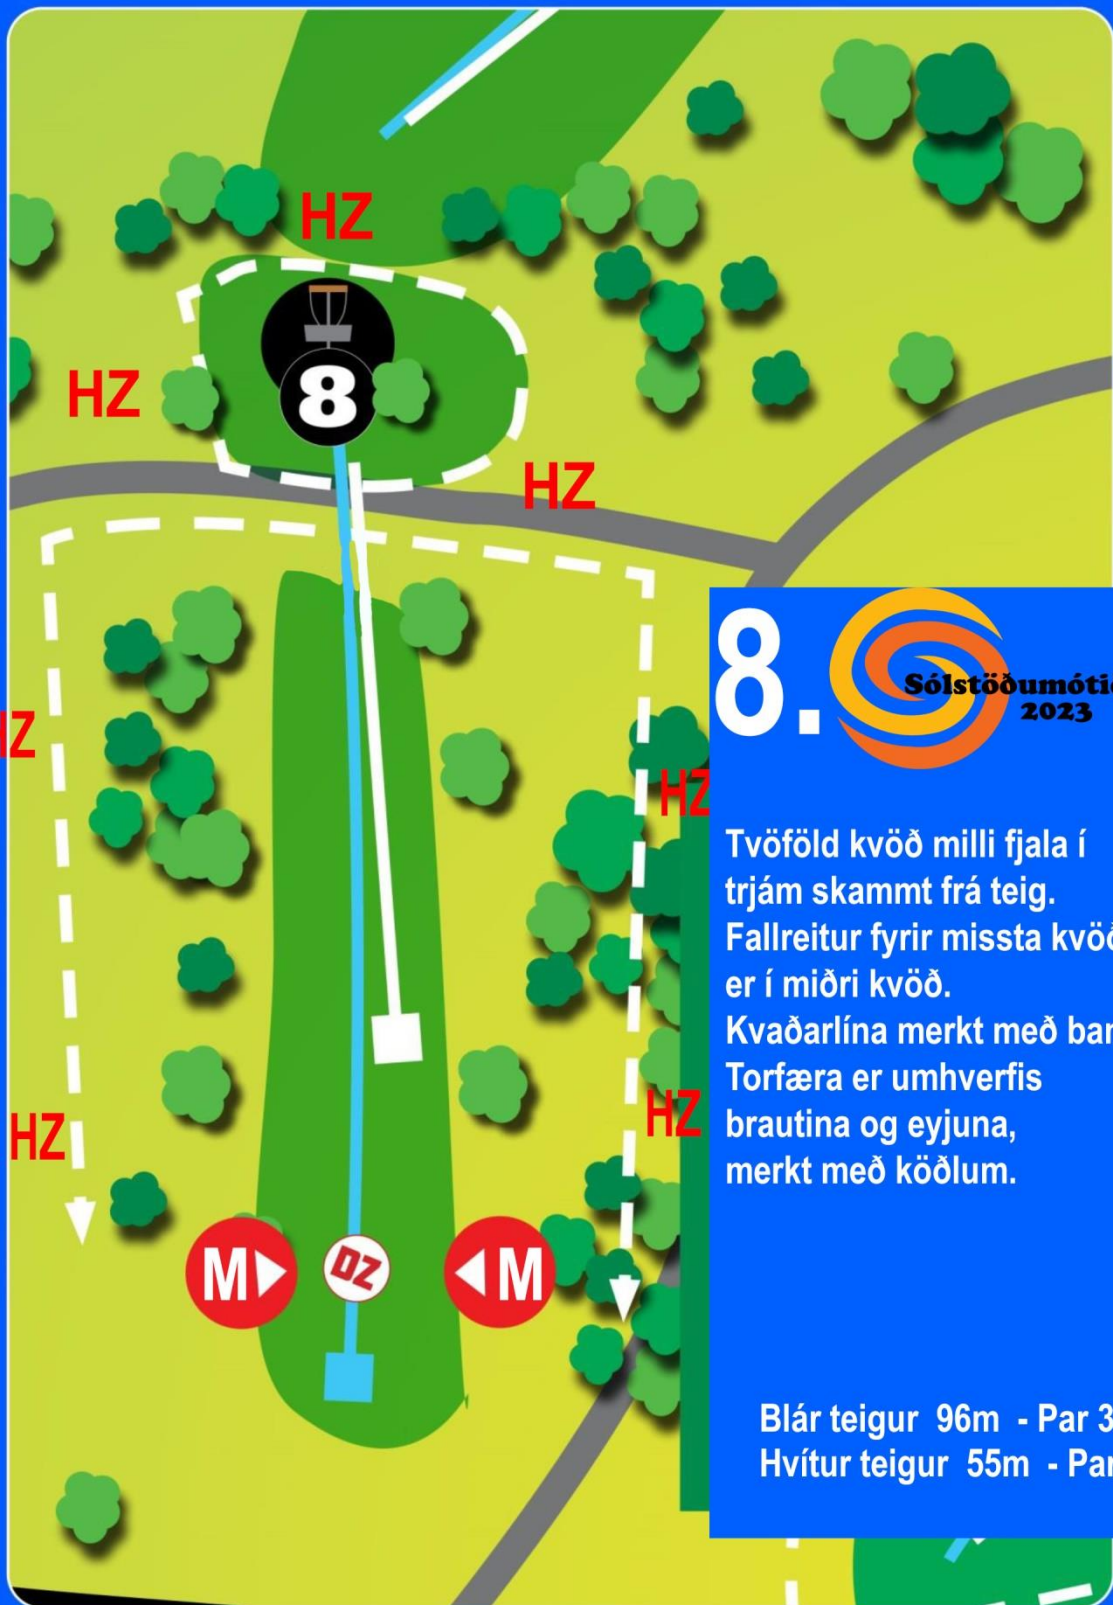 HZ
HZ
8
HZ
8.
Sólstöðumótið
2023
HZ
HZ
Tvöföld kvöð milli fjala í
trjám skammt frá teig.
Fallreitur fyrir missta kvöð
er í miðri kvöð.
Kvaðarlína merkt með
Torfæra er umhverfis
brautina og eyjuna,
merkt með köðlum.
HZ
HZ
M
DZ
M
Blár teigur 96m - Par 3
Hvítur teigur 55m - Par